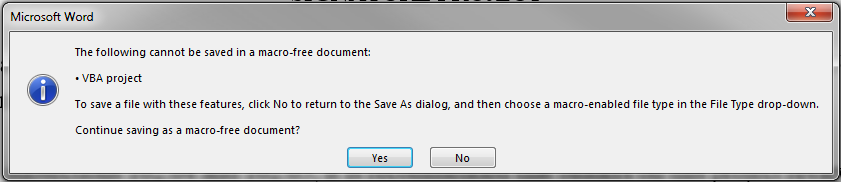 Microsoft Word
The following cannot be saved in a macro-free document:
• VBA project
To save a file with these features, click No to return to the Save As dialog, and then choose a macro-enabled file type in the File Type drop-down.
Continue saving as a macro-free document?
Yes
No